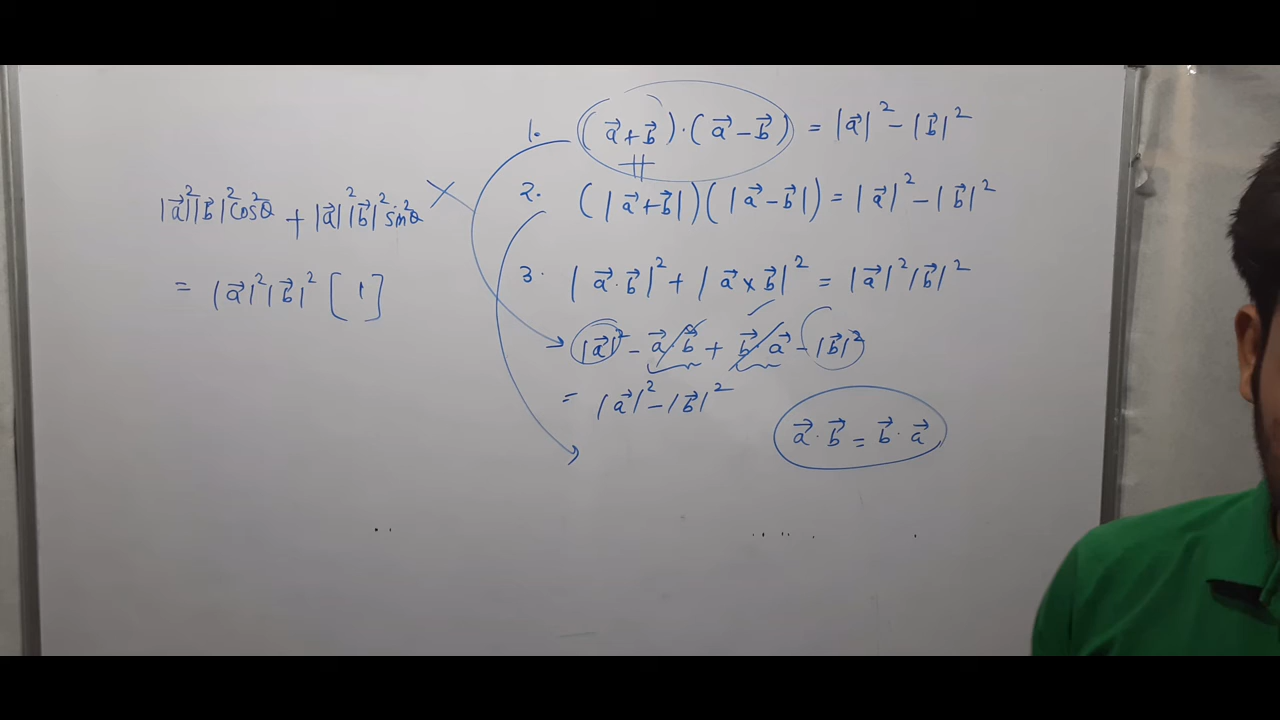 1. (a⃗+b⃗)·(a⃗−b⃗) = |a⃗|²−|b⃗|²
2. (|a⃗+b⃗|)(|a⃗−b⃗|) = |a⃗|²−|b⃗|²
3. |a⃗·b⃗|²+|a⃗×b⃗|² = |a⃗|²|b⃗|²
|a⃗|²−a⃗·b⃗+b⃗·a⃗−|b⃗|²
= |a⃗|²−|b⃗|²
a⃗·b⃗=b⃗·a⃗
|a⃗|²|b⃗|²cos²θ+|a⃗|²|b⃗|²sin²θ
= |a⃗|²|b⃗|²[1]